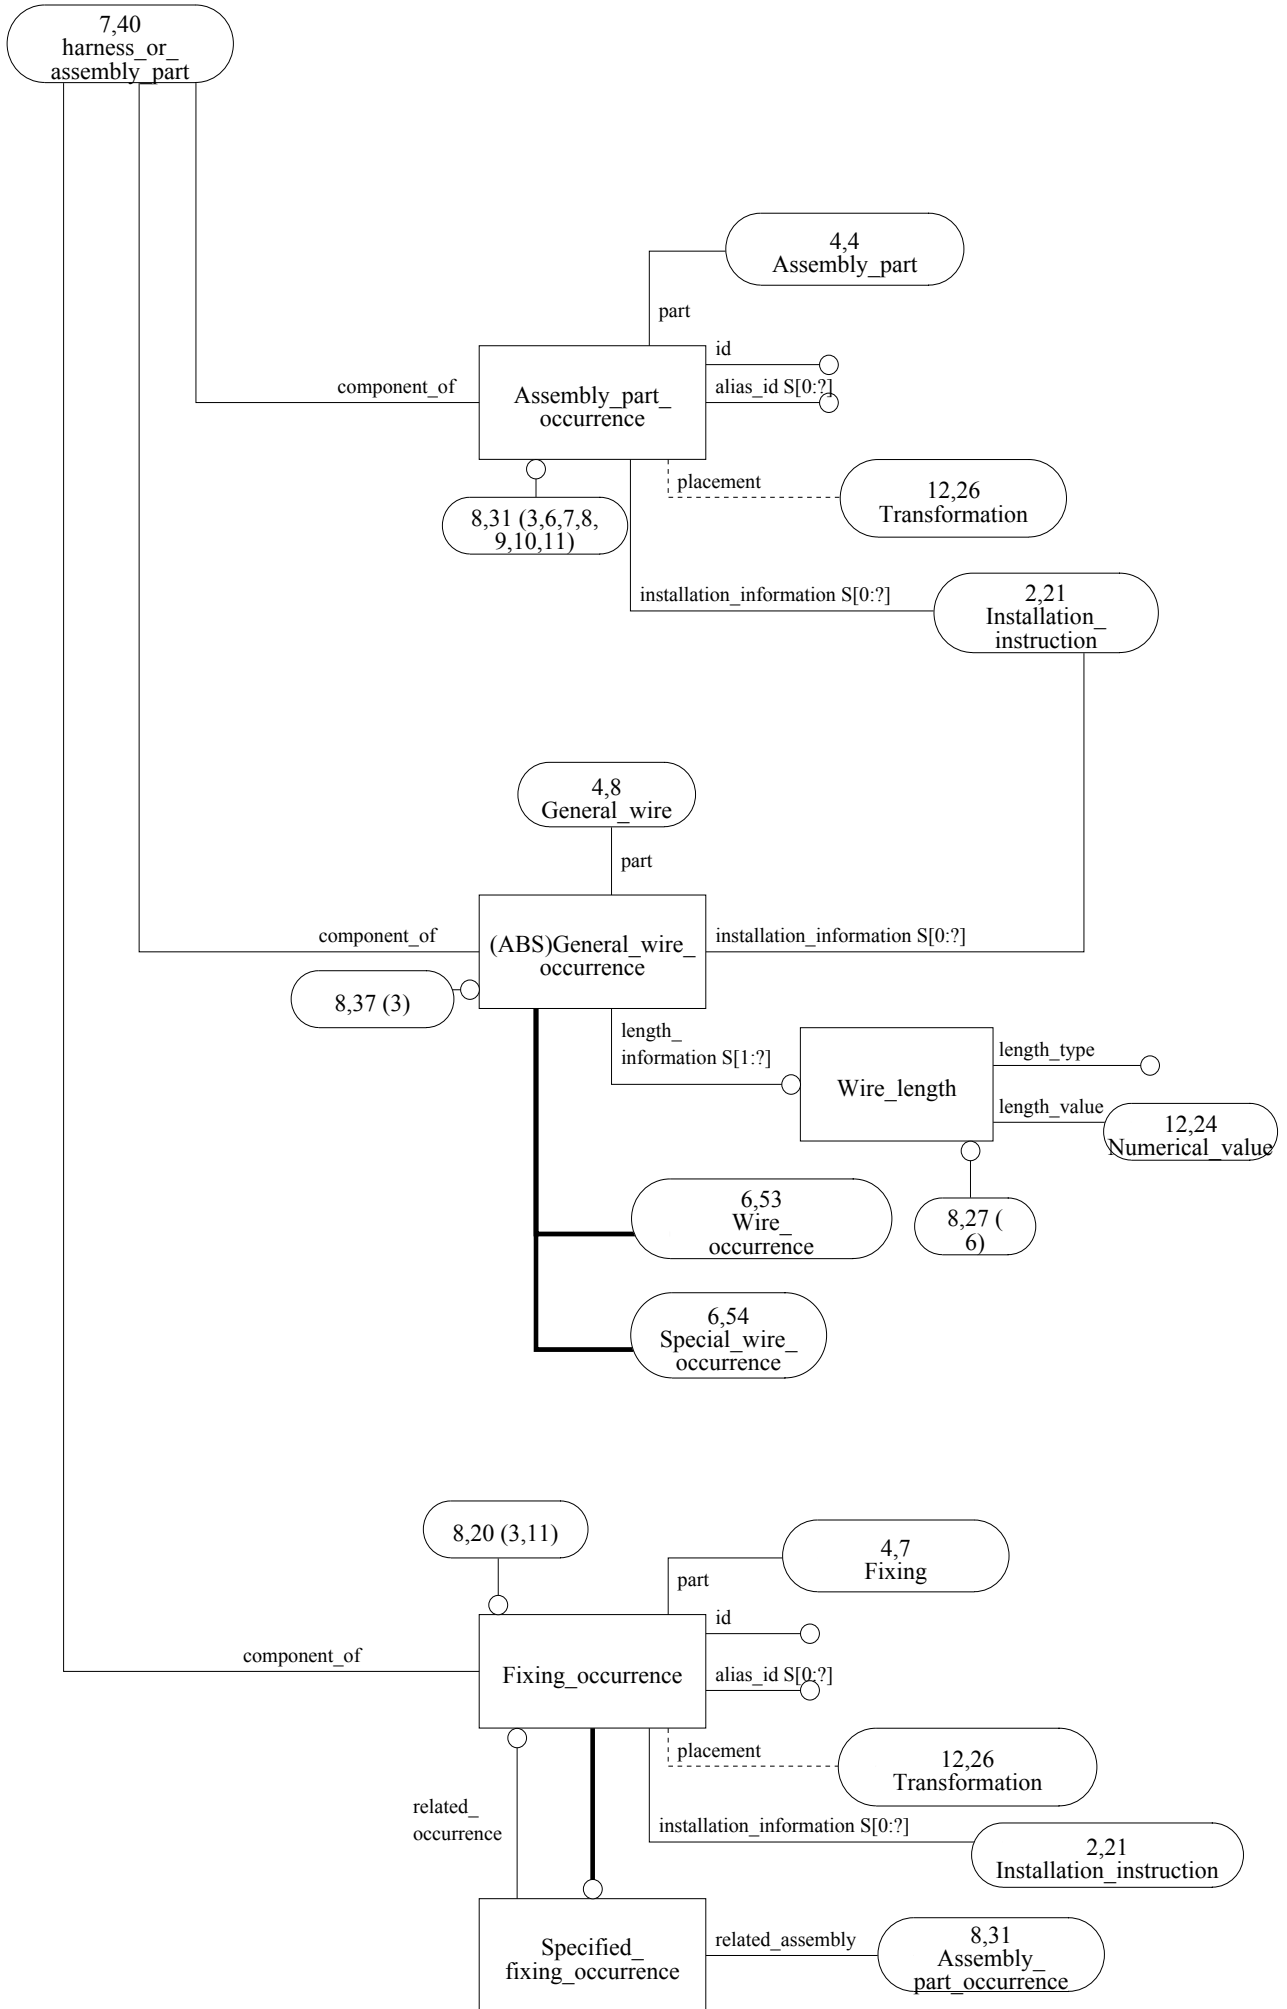 7,40
harness_or_
assembly_part
4,4
Assembly_part
part
id
component_of
alias_id S[0:?]
Assembly_part_
occurrence
placement
12,26
Transformation
8,31 (3,6,7,8,
9,10,11)
installation_information S[0:?]
2,21
Installation_
instruction
4,8
General_wire
part
component_of
(ABS)General_wire_
occurrence
installation_information S[0:?]
8,37 (3)
length_
information S[1:?]
Wire_length
length_type
length_value
12,24
Numerical_value
6,53
Wire_
occurrence
8,27 (
6)
6,54
Special_wire_
occurrence
8,20 (3,11)
4,7
Fixing
part
id
component_of
Fixing_occurrence
alias_id S[0:?]
placement
12,26
Transformation
related_
occurrence
installation_information S[0:?]
2,21
Installation_instruction
Specified_
fixing_occurrence
related_assembly
8,31
Assembly_
part_occurrence